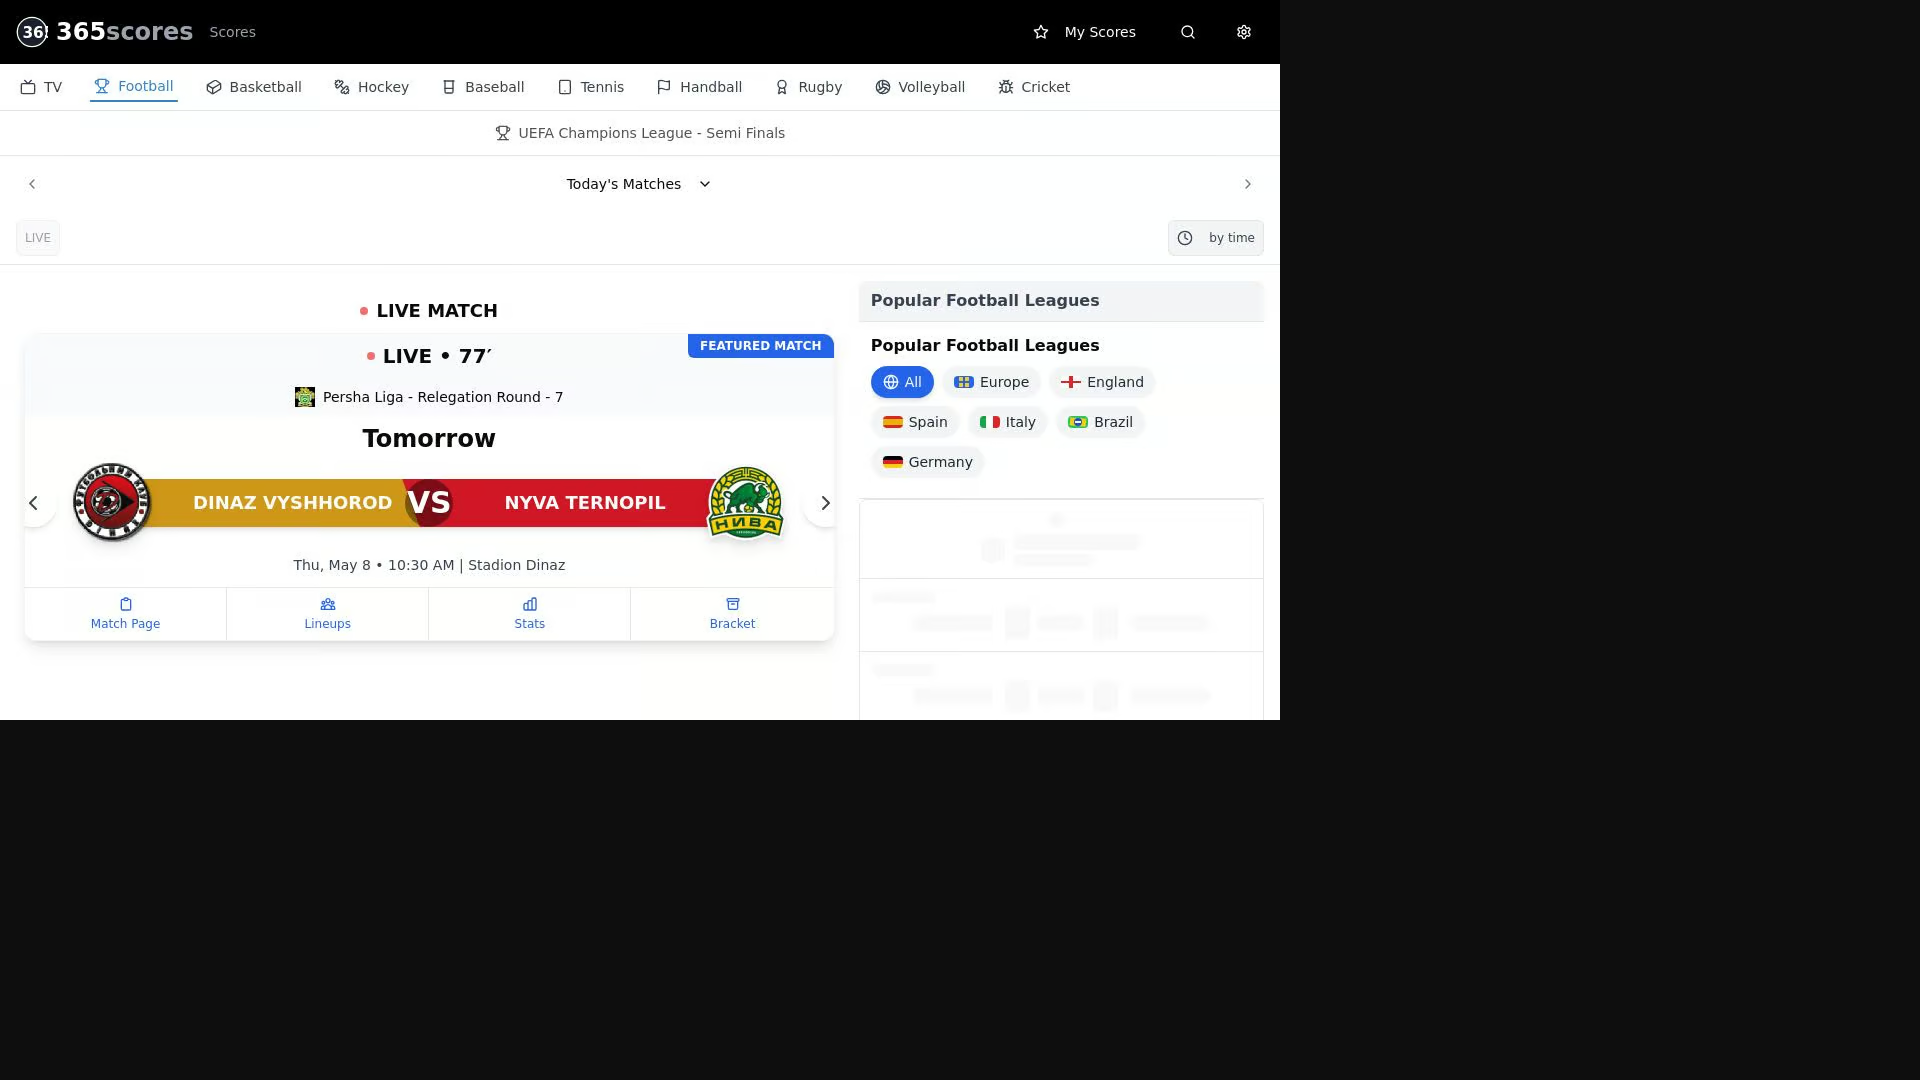 36 365scores Scores My Scores
TV Football Basketball Hockey Baseball Tennis Handball Rugby Volleyball Cricket
UEFA Champions League - Semi Finals
Today's Matches
LIVE by time
LIVE MATCH
FEATURED MATCH
LIVE • 77′
Persha Liga - Relegation Round - 7
Tomorrow
DINAZ VYSHHOROD VS NYVA TERNOPIL
НИВА
Thu, May 8 • 10:30 AM | Stadion Dinaz
Match Page Lineups Stats Bracket
Popular Football Leagues
Popular Football Leagues
All Europe England
Spain Italy Brazil
Germany